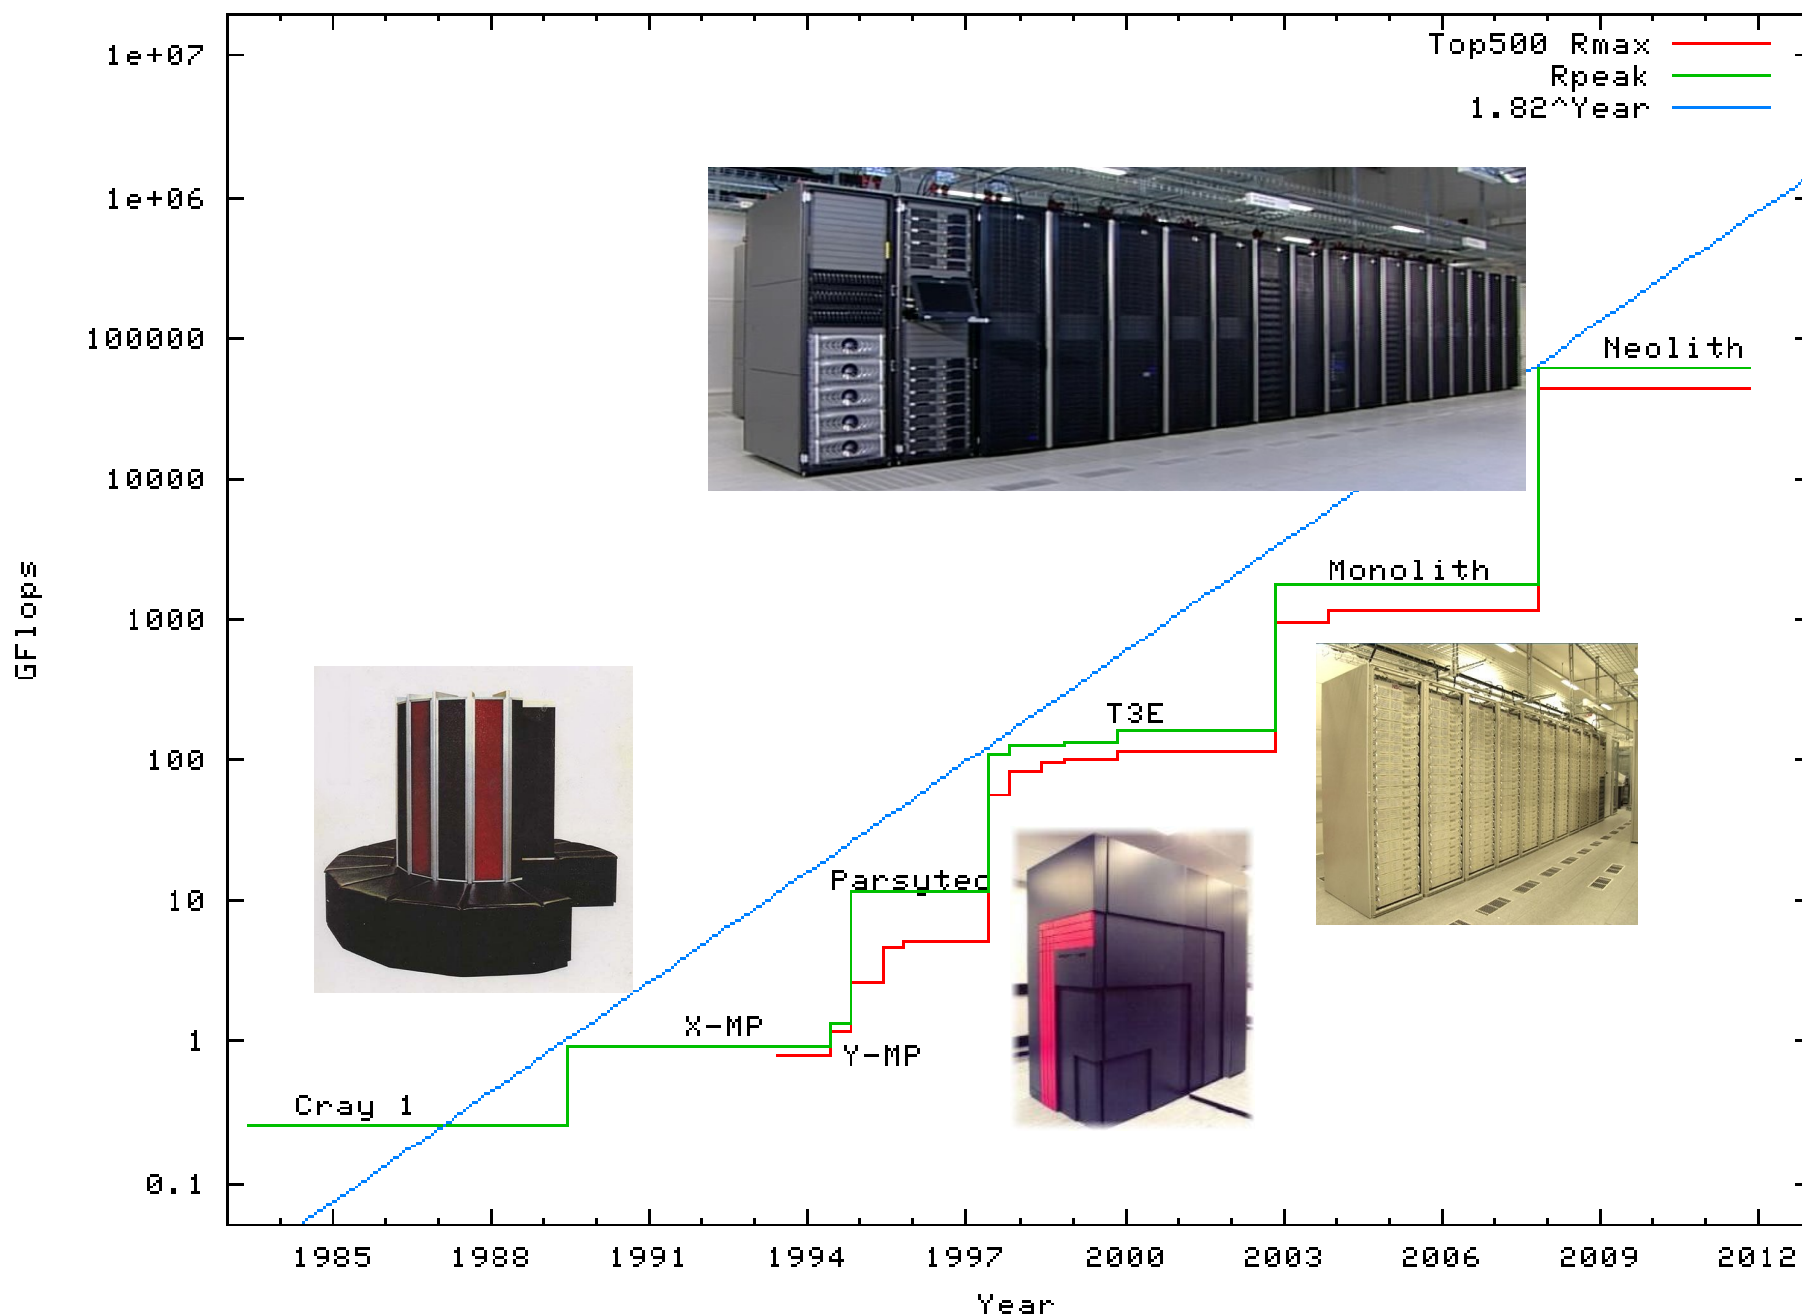 1e+07
1e+06
100000
10000
1000
100
10
1
0.1
GFlops
Top500 Rmax
Rpeak
1.82^Year
Neolith
Monolith
T3E
Parsytec
X-MP
Y-MP
Cray 1
1985 1988 1991 1994 1997 2000 2003 2006 2009 2012
Year